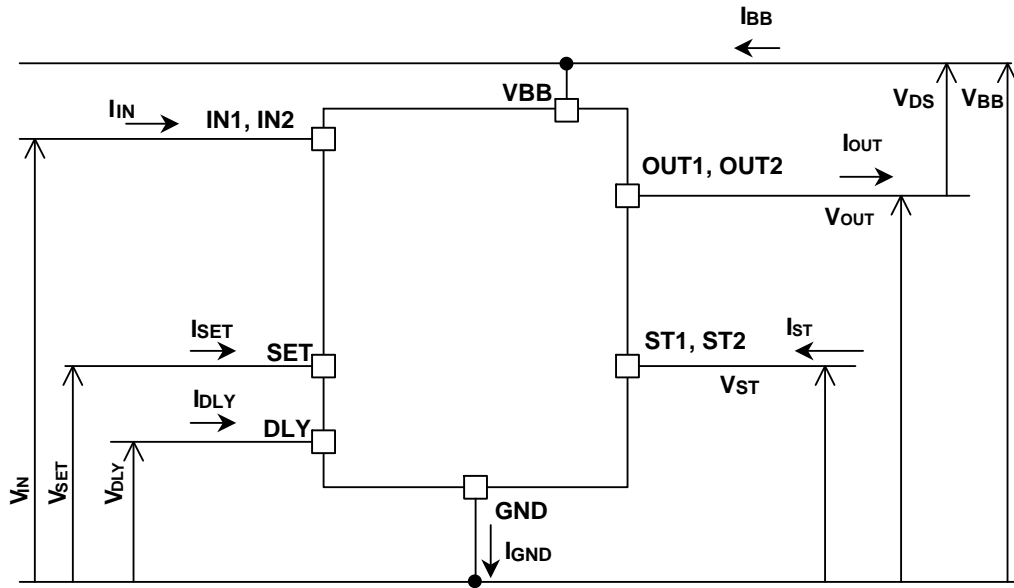 IBB
VBB
VDS
VBB
IIN
IN1, IN2
OUT1, OUT2
IOUT
VOUT
ISET
SET
ST1, ST2
IST
VST
IDLY
DLY
VIN
VSET
VDLY
GND
IGND